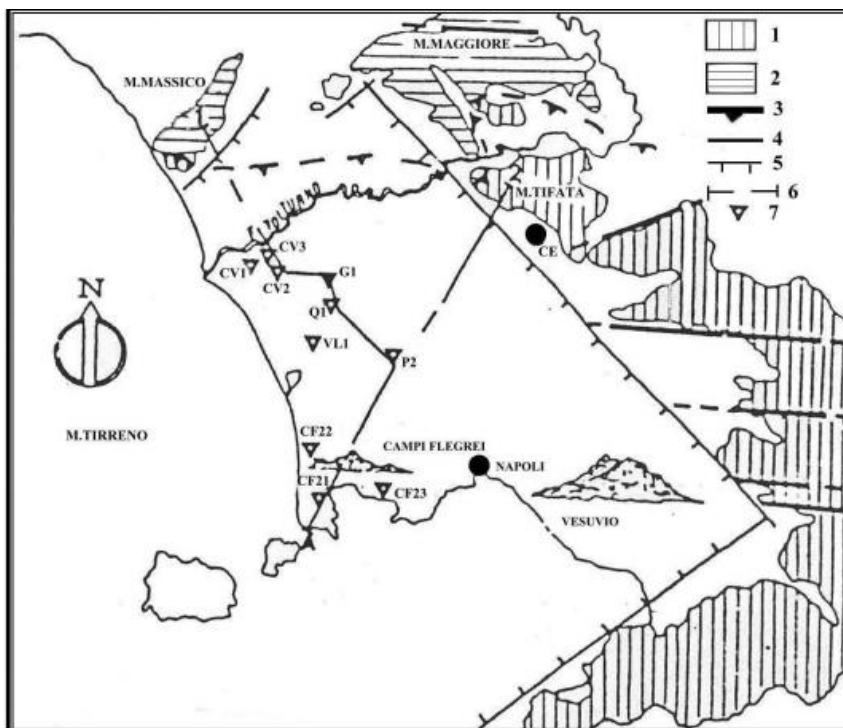 M.MAGGIORE
M.MASSICO
1
2
3
4
5
6
7
M.TIFATA
CE
CV3
CV1
CV2
G1
Q1
VL1
P2
N
M.TIRRENO
CF22
CAMPI FLEGREI
NAPOLI
CF21
CF23
VESUVIO